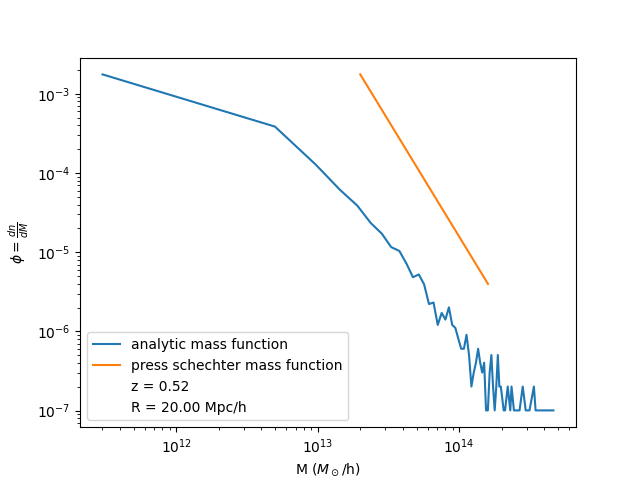 10⁻³
10⁻⁴
10⁻⁵
10⁻⁶
10⁻⁷
ϕ = dn/dM
analytic mass function
press schechter mass function
z = 0.52
R = 20.00 Mpc/h
10¹² 10¹³ 10¹⁴
M (M⊙/h)